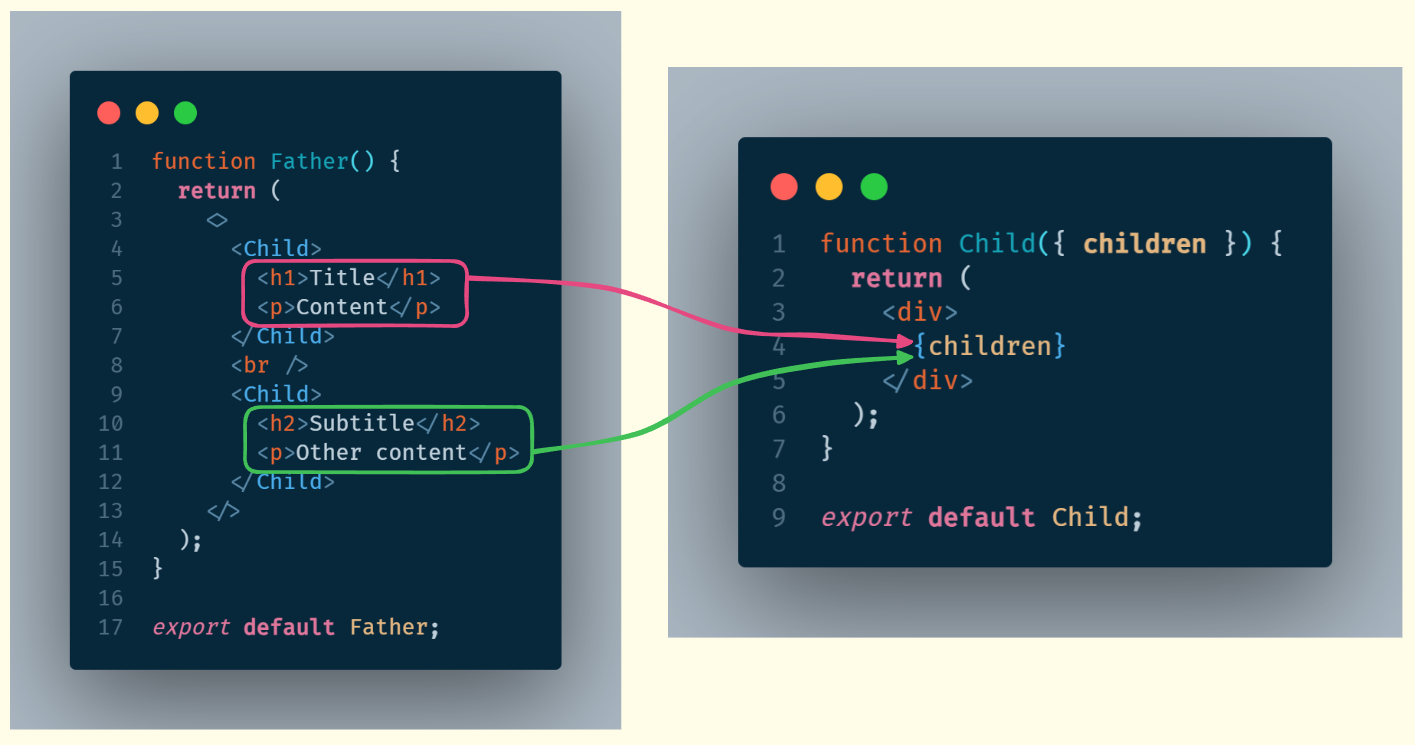 1 function Father() {
2 return (
3 <>
4 <Child>
5 <h1>Title</h1>
6 <p>Content</p>
7 </Child>
8 <br />
9 <Child>
10 <h2>Subtitle</h2>
11 <p>Other content</p>
12 </Child>
13 </>
14 );
15 }
16
17 export default Father;
1 function Child({ children }) {
2 return (
3 <div>
4 {children}
5 </div>
6 );
7 }
8
9 export default Child;